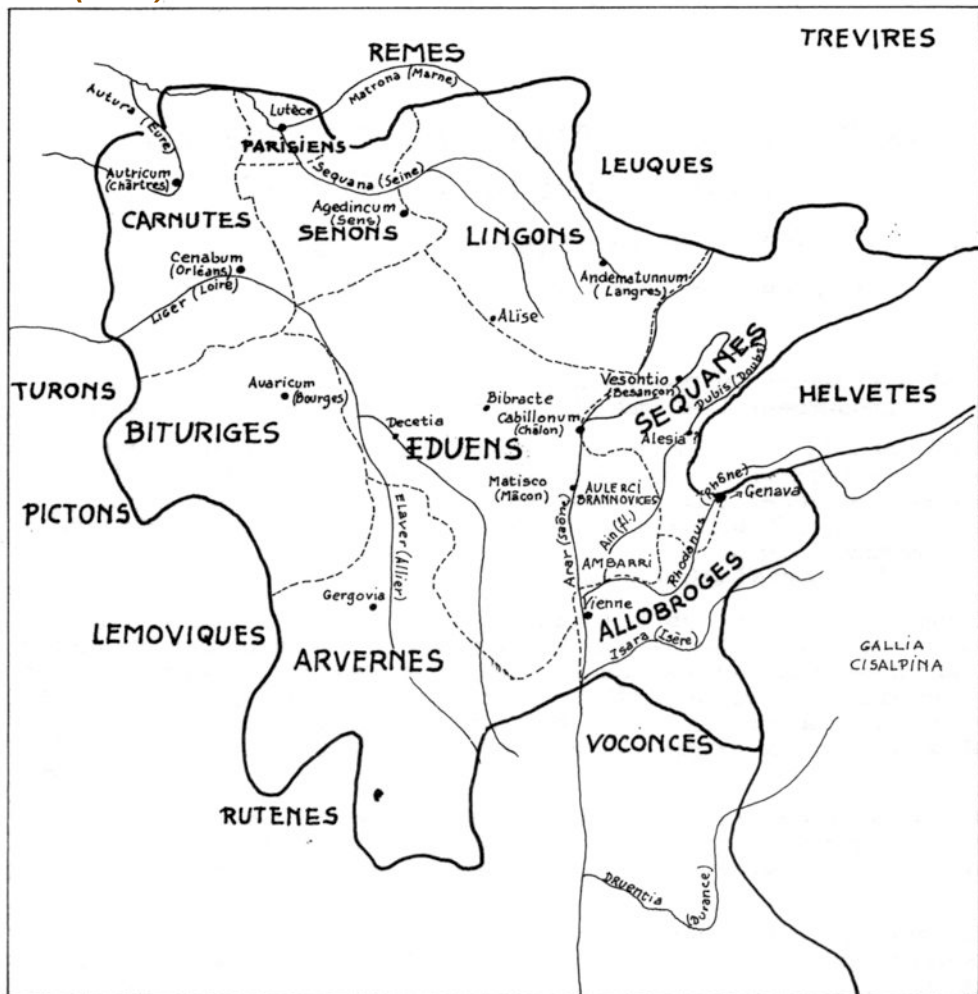 TREVIRES
REMES
Matrona (Marne)
Autura (Eure)
Lutèce
PARISIENS
LEUQUES
Sequana (Seine)
Autricum
(Chartres)
CARNUTES
Agedincum
(Sens)
SENONS
LINGONS
Cenabum
(Orléans)
Andematunnum
(Langres)
LIGER (Loire)
Alïse
SEQUANES
Vesontio
(Besançon)
Dubis (Doubs)
TURONS
Avaricum
(Bourges)
Bibracte
HELVETES
Cabillonum
(Châlon)
BITURIGES
Decetia
EDUENS
Alesia?
Matisco
(Mâcon)
AULERCI
BRANNOVICES
Genava
PICTONS
ELAVER (Allier)
Arar (Saône)
Ain (fl.)
Rhodanus (Rhône)
AMBARRI
Gergovia
Vienne
ALLOBROGES
LEMOVIQUES
Isara (Isère)
ARVERNES
GALLIA
CISALPINA
VOCONCES
RUTENES
DRUENTIA (Durance)